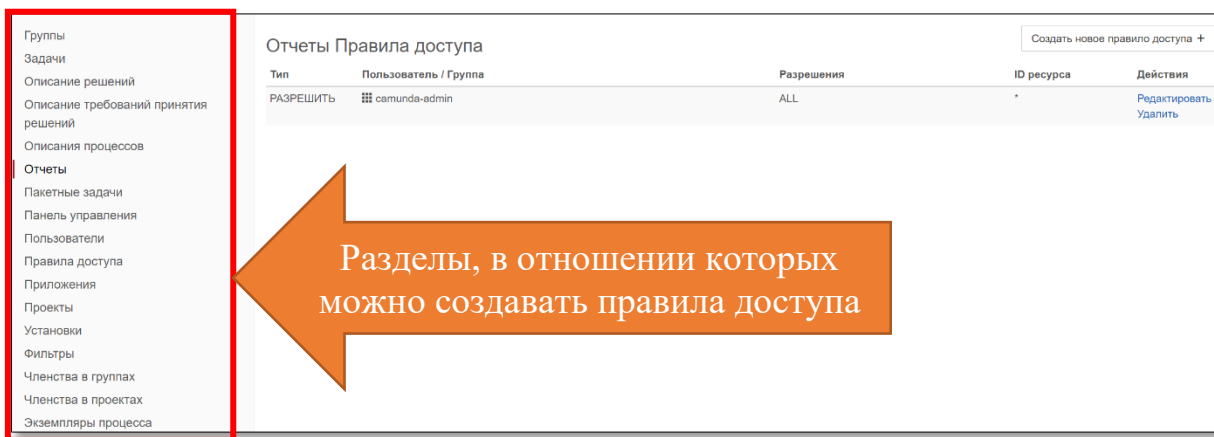 Группы
Задачи
Описание решений
Описание требований принятия
решений
Описания процессов
Отчеты
Пакетные задачи
Панель управления
Пользователи
Правила доступа
Приложения
Проекты
Установки
Фильтры
Членства в группах
Членства в проектах
Экземпляры процесса
Отчеты Правила доступа
Создать новое правило доступа +
Тип Пользователь / Группа Разрешения ID ресурса Действия
РАЗРЕШИТЬ camunda-admin ALL * Редактировать
Удалить
Разделы, в отношении которых
можно создавать правила доступа